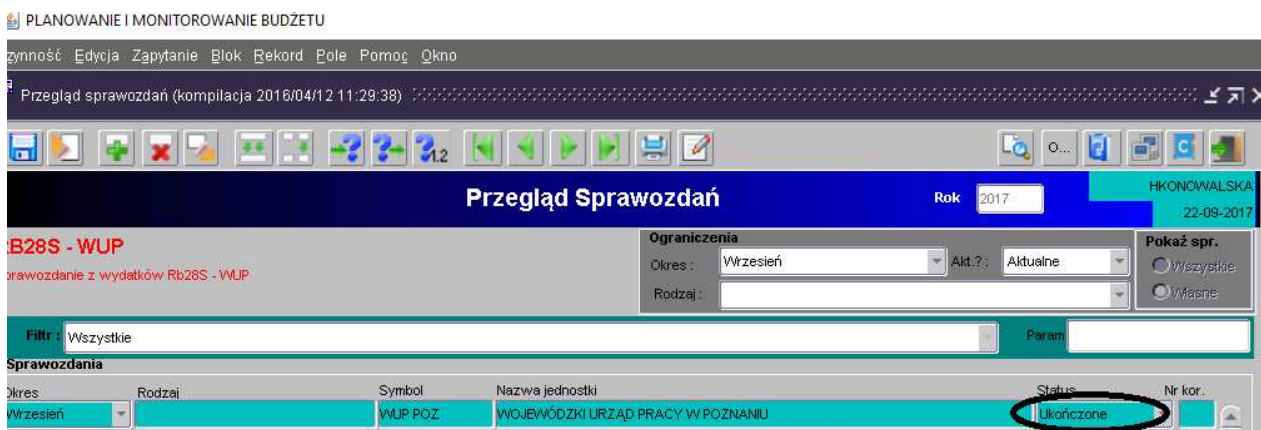 PLANOWANIE I MONITOROWANIE BUDŻETU
zynność Edycja Zapytanie Blok Rekord Pole Pomoc Okno
Przegląd sprawozdań (kompilacja 2016/04/12 11:29:38)
1.2 O...
Przegląd Sprawozdań Rok 2017 HKONOWALSKA
22-09-2017
RB28S - WUP Ograniczenia Pokaż spr.
Okres: Wrzesień Akt.?: Aktualne Wszystkie
prawozdanie z wydatków Rb28S - WUP
Rodzaj: Własne
Filtr: Wszystkie Param
Sprawozdania
Okres Rodzaj Symbol Nazwa jednostki Status Nr kor.
Wrzesień WUP POZ WOJEWÓDZKI URZĄD PRACY W POZNANIU Ukończone